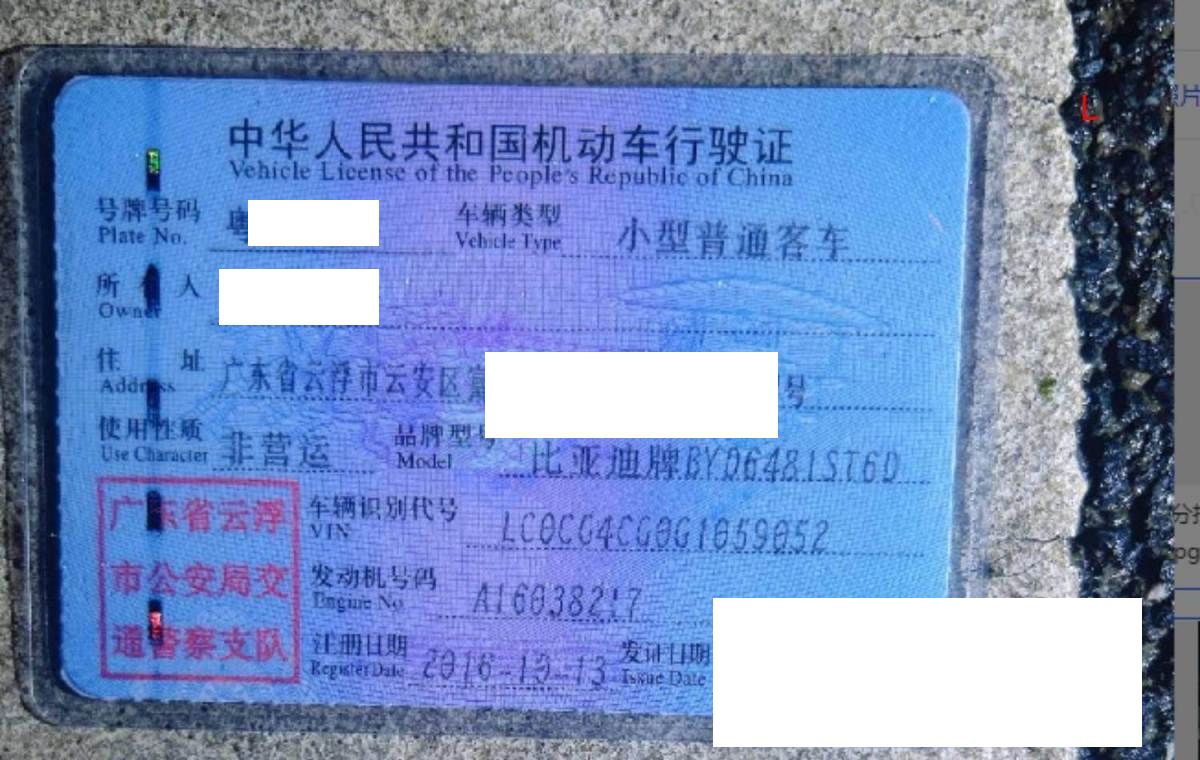 中华人民共和国机动车行驶证
Vehicle License of the People's Republic of China
号牌号码 粤 车辆类型 小型普通客车
Plate No. Vehicle Type
所有人
Owner
住址 广东省云浮市云安区 号
Address
使用性质 非营运 品牌型号 比亚迪牌BYD6481ST6D
Use Character Model
广东省云浮 车辆识别代号 LC0CG4CG0G1059052
VIN
市公安局交 发动机号码 A16038217
Engine No.
通警察支队 注册日期 2016-10-13 发证日期
Register Date Issue Date